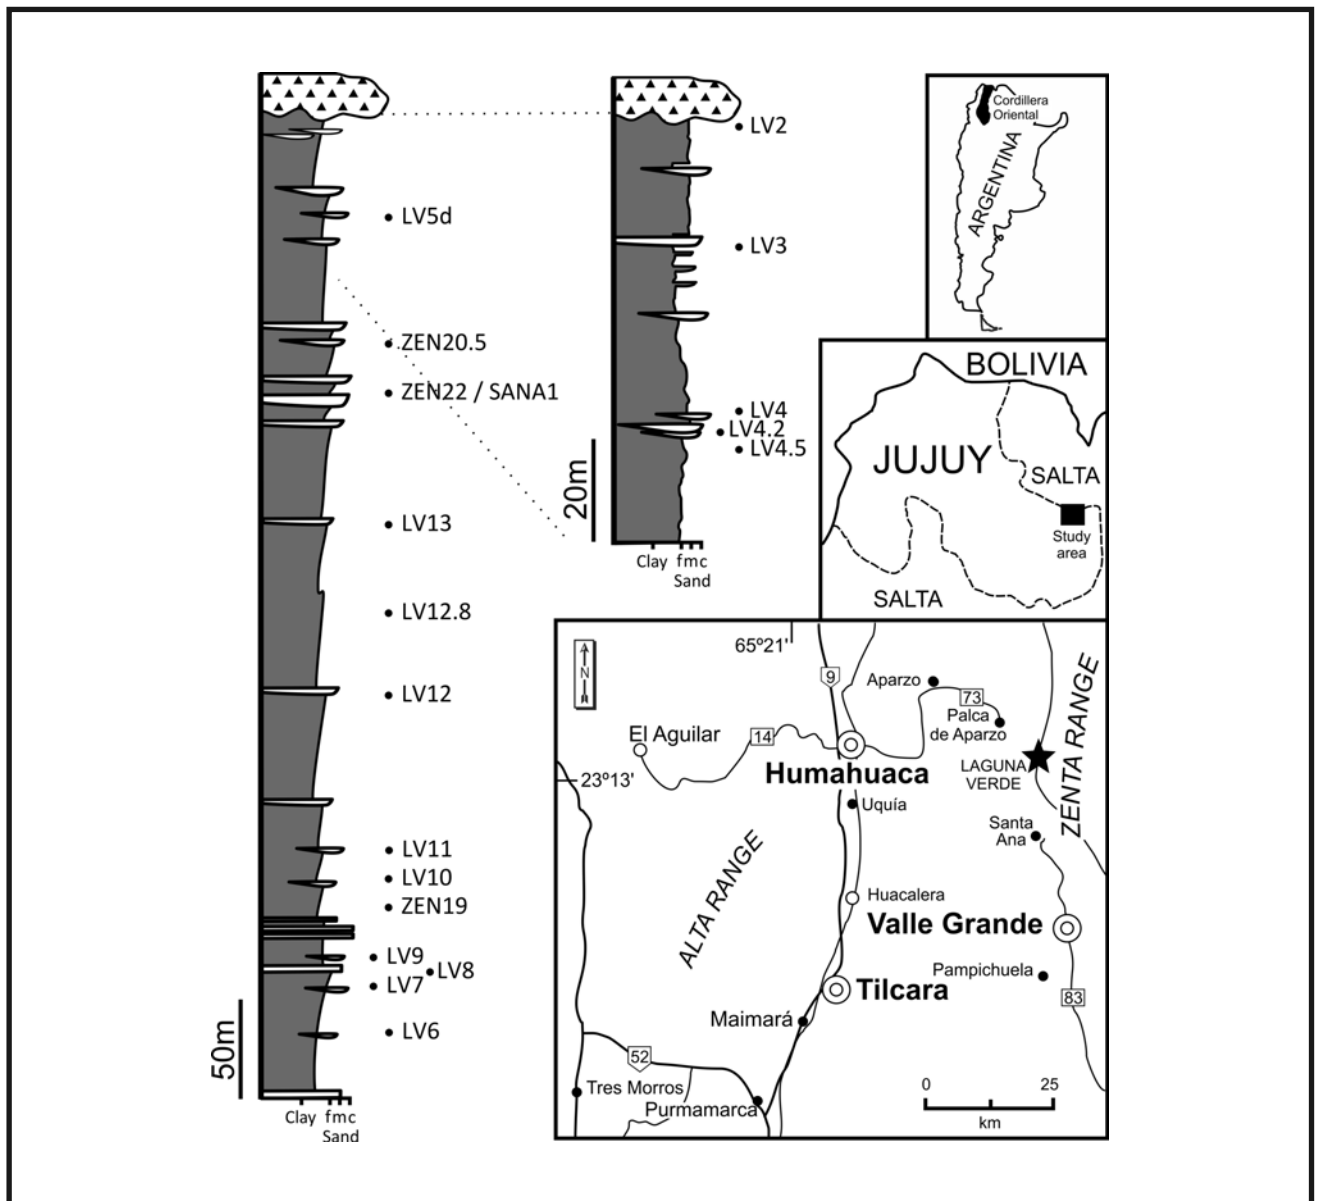 LV5d
ZEN20.5
ZEN22 / SANA1
LV13
LV12.8
LV12
LV11
LV10
ZEN19
LV9
LV8
LV7
LV6
50m
Clay fmc
Sand
LV2
LV3
LV4
LV4.2
LV4.5
20m
Clay fmc
Sand
Cordillera
Oriental
ARGENTINA
BOLIVIA
JUJUY
SALTA
Study
area
SALTA
65º21'
N
9
Aparzo
73
Palca
de Aparzo
ZENTA RANGE
El Aguilar
14
Humahuaca
LAGUNA
VERDE
23º13'
Uquía
Santa
Ana
ALTA RANGE
Huacalera
Valle Grande
Pampichuela
Tilcara
83
Maimará
52
Tres Morros
Purmamarca
0 25
km